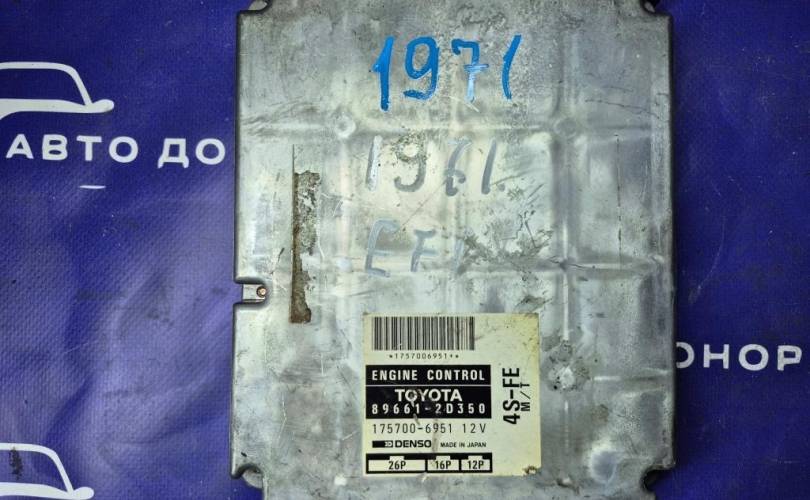 1971
1961
EFI
АВТО ДО
ОНОР
*1757006951**
ENGINE CONTROL
TOYOTA
89661-2D350
175700-6951 12V
DENSO MADE IN JAPAN
26P 16P 12P
4S-FE
M/T